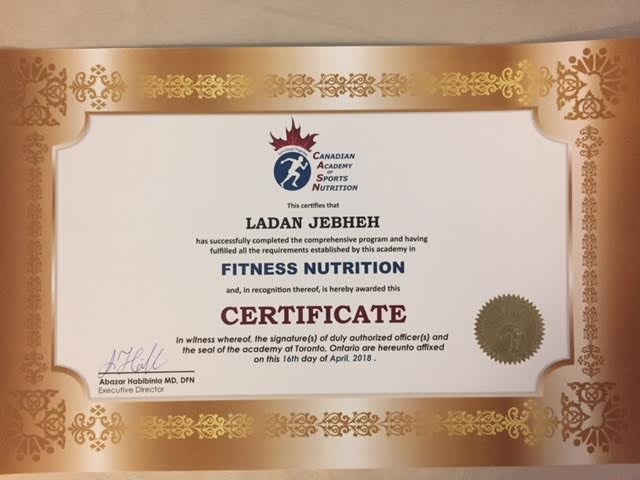 CANADIAN
ACADEMY
OF
SPORTS
NUTRITION
This certifies that
LADAN JEBHEH
has successfully completed the comprehensive program and having
fulfilled all the requirements established by this academy in
FITNESS NUTRITION
and, in recognition thereof, is hereby awarded this
CERTIFICATE
In witness whereof, the signature(s) of duly authorized officer(s) and
the seal of the academy at Toronto, Ontario are hereunto affixed
on this 16th day of April, 2018 .
Abazar Habibinia MD, DFN
Executive Director